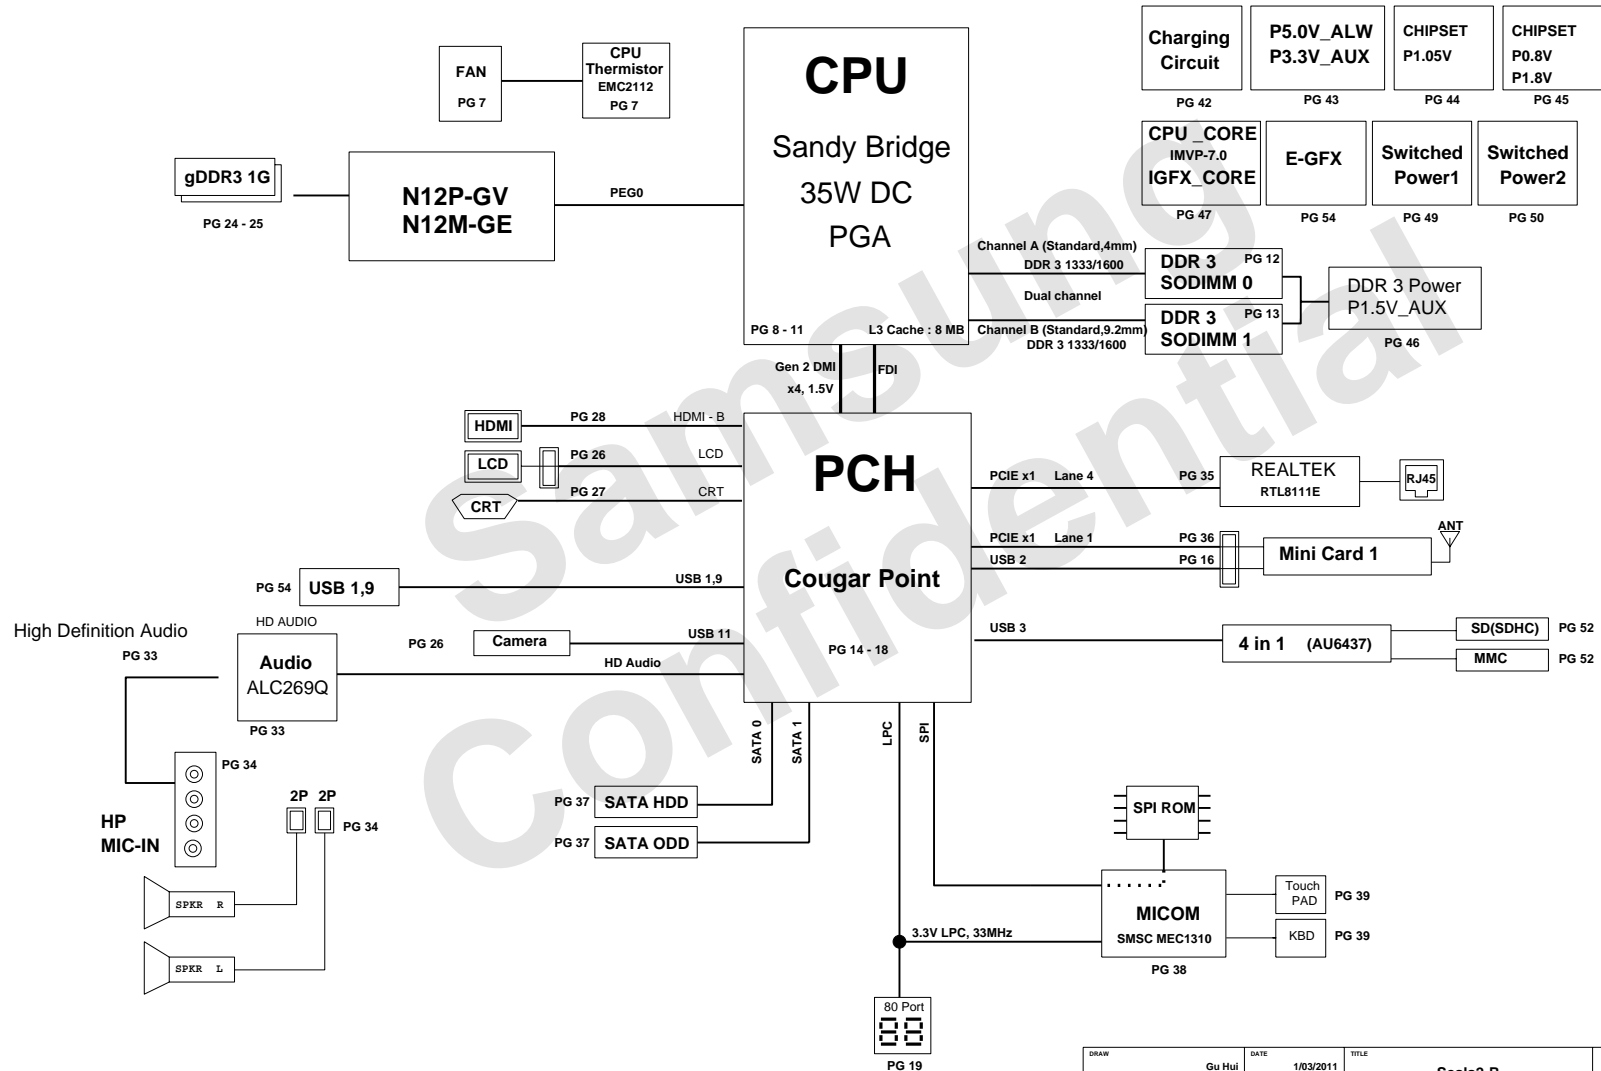 Charging
Circuit
PG 42
P5.0V_ALW
P3.3V_AUX
PG 43
CHIPSET
P1.05V
PG 44
CHIPSET
P0.8V
P1.8V
PG 45
CPU _CORE
IMVP-7.0
IGFX_CORE
PG 47
E-GFX
PG 54
Switched
Power1
PG 49
Switched
Power2
PG 50
FAN
PG 7
CPU
Thermistor
EMC2112
PG 7
CPU
Sandy Bridge
35W DC
PGA
PG 8 - 11
L3 Cache : 8 MB
gDDR3 1G
PG 24 - 25
N12P-GV
N12M-GE
PEG0
Channel A (Standard,4mm)
DDR 3 1333/1600
Dual channel
Channel B (Standard,9.2mm)
DDR 3 1333/1600
DDR 3
PG 12
SODIMM 0
DDR 3
PG 13
SODIMM 1
DDR 3 Power
P1.5V_AUX
PG 46
Gen 2 DMI
x4, 1.5V
FDI
HDMI
PG 28
HDMI - B
LCD
PG 26
LCD
CRT
PG 27
CRT
PCH
Cougar Point
PG 14 - 18
PCIE x1 Lane 4
PG 35
REALTEK
RTL8111E
RJ45
PCIE x1 Lane 1
PG 36
USB 2
PG 16
Mini Card 1
ANT
PG 54
USB 1,9
USB 1,9
USB 3
4 in 1 (AU6437)
SD(SDHC)
PG 52
MMC
PG 52
High Definition Audio
PG 33
HD AUDIO
Audio
ALC269Q
PG 33
PG 26
Camera
USB 11
HD Audio
SATA 0
SATA 1
LPC
SPI
PG 34
HP
MIC-IN
2P 2P
PG 34
SPKR R
SPKR L
PG 37
SATA HDD
PG 37
SATA ODD
SPI ROM
MICOM
SMSC MEC1310
PG 38
Touch
PAD
PG 39
KBD
PG 39
3.3V LPC, 33MHz
80 Port
88
PG 19
Samsung
Confidential
DRAW
Gu Hui
DATE
1/03/2011
TITLE